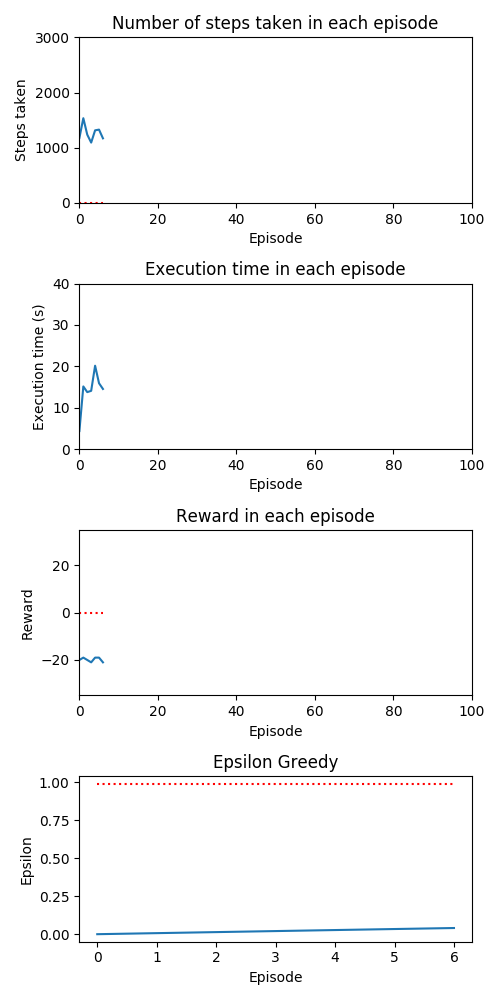 Number of steps taken in each episode
3000
2000
1000
0
Steps taken
0 20 40 60 80 100
Episode
Execution time in each episode
40
30
20
10
0
Execution time (s)
0 20 40 60 80 100
Episode
Reward in each episode
20
0
−20
Reward
0 20 40 60 80 100
Episode
Epsilon Greedy
1.00
0.75
0.50
0.25
0.00
Epsilon
0 1 2 3 4 5 6
Episode